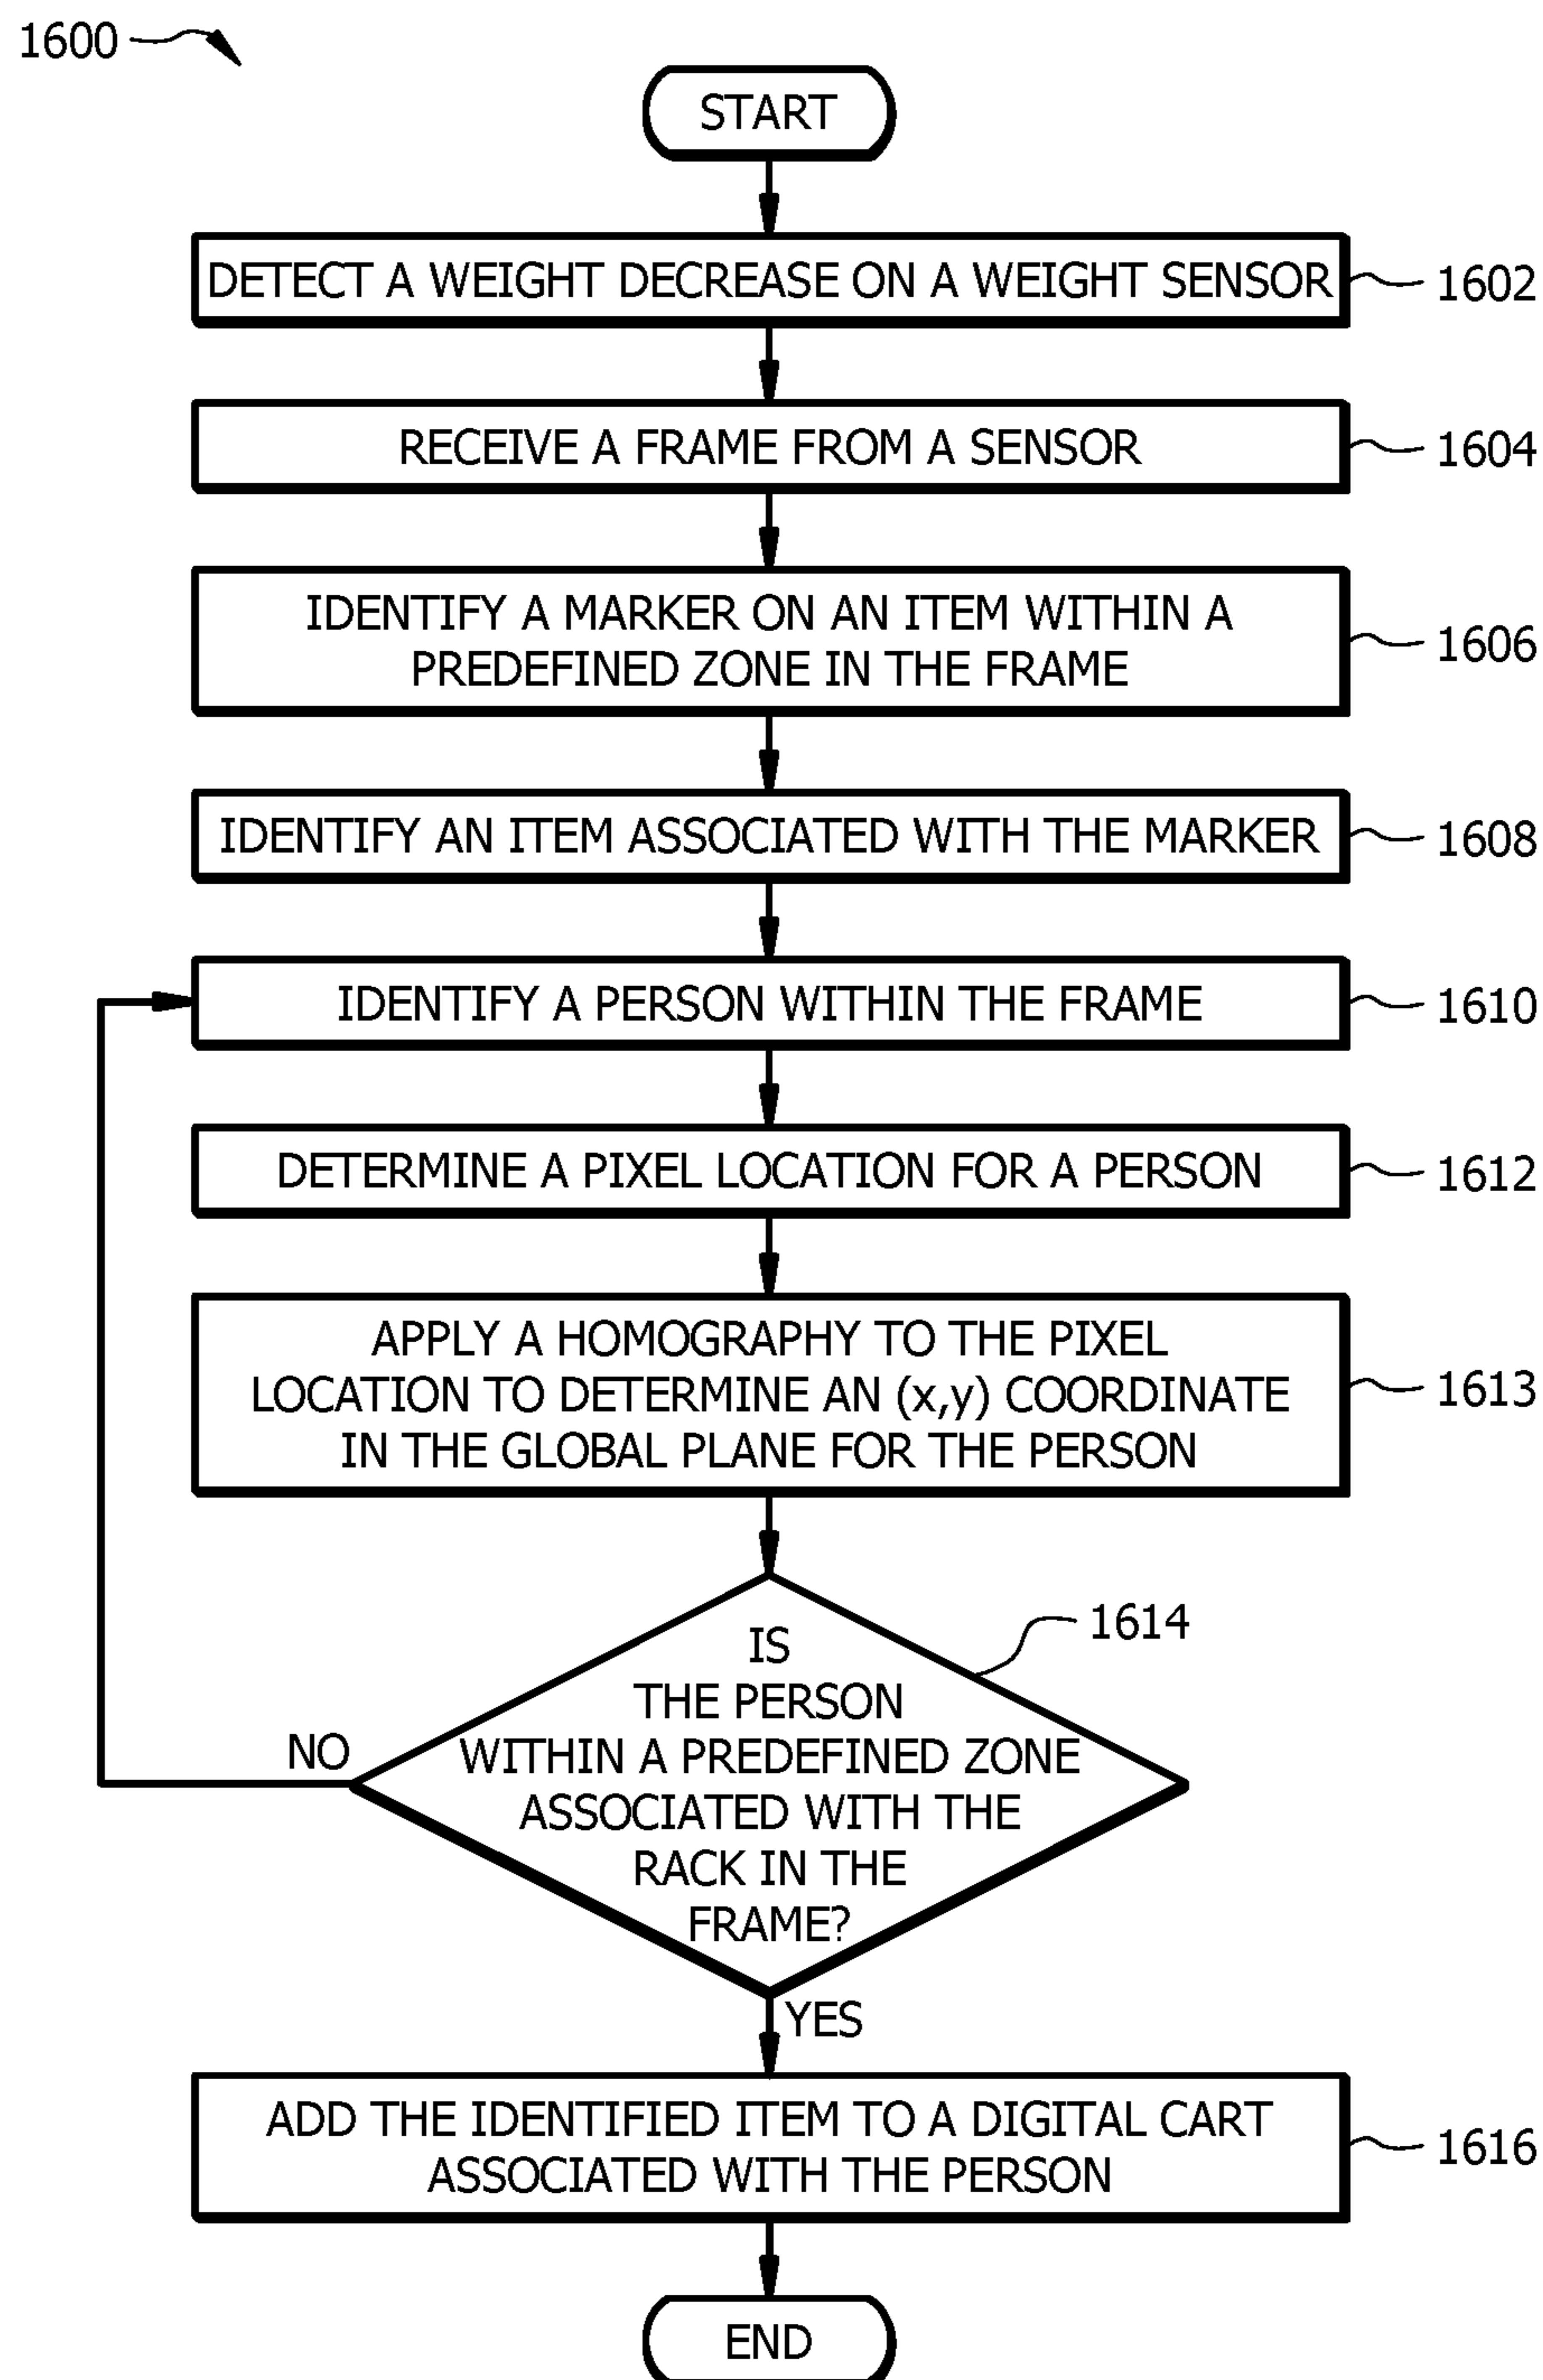 1600
START
DETECT A WEIGHT DECREASE ON A WEIGHT SENSOR
1602
RECEIVE A FRAME FROM A SENSOR
1604
IDENTIFY A MARKER ON AN ITEM WITHIN A
PREDEFINED ZONE IN THE FRAME
1606
IDENTIFY AN ITEM ASSOCIATED WITH THE MARKER
1608
IDENTIFY A PERSON WITHIN THE FRAME
1610
DETERMINE A PIXEL LOCATION FOR A PERSON
1612
APPLY A HOMOGRAPHY TO THE PIXEL
LOCATION TO DETERMINE AN (x,y) COORDINATE
IN THE GLOBAL PLANE FOR THE PERSON
1613
IS
THE PERSON
WITHIN A PREDEFINED ZONE
ASSOCIATED WITH THE
RACK IN THE
FRAME?
1614
NO
YES
ADD THE IDENTIFIED ITEM TO A DIGITAL CART
ASSOCIATED WITH THE PERSON
1616
END